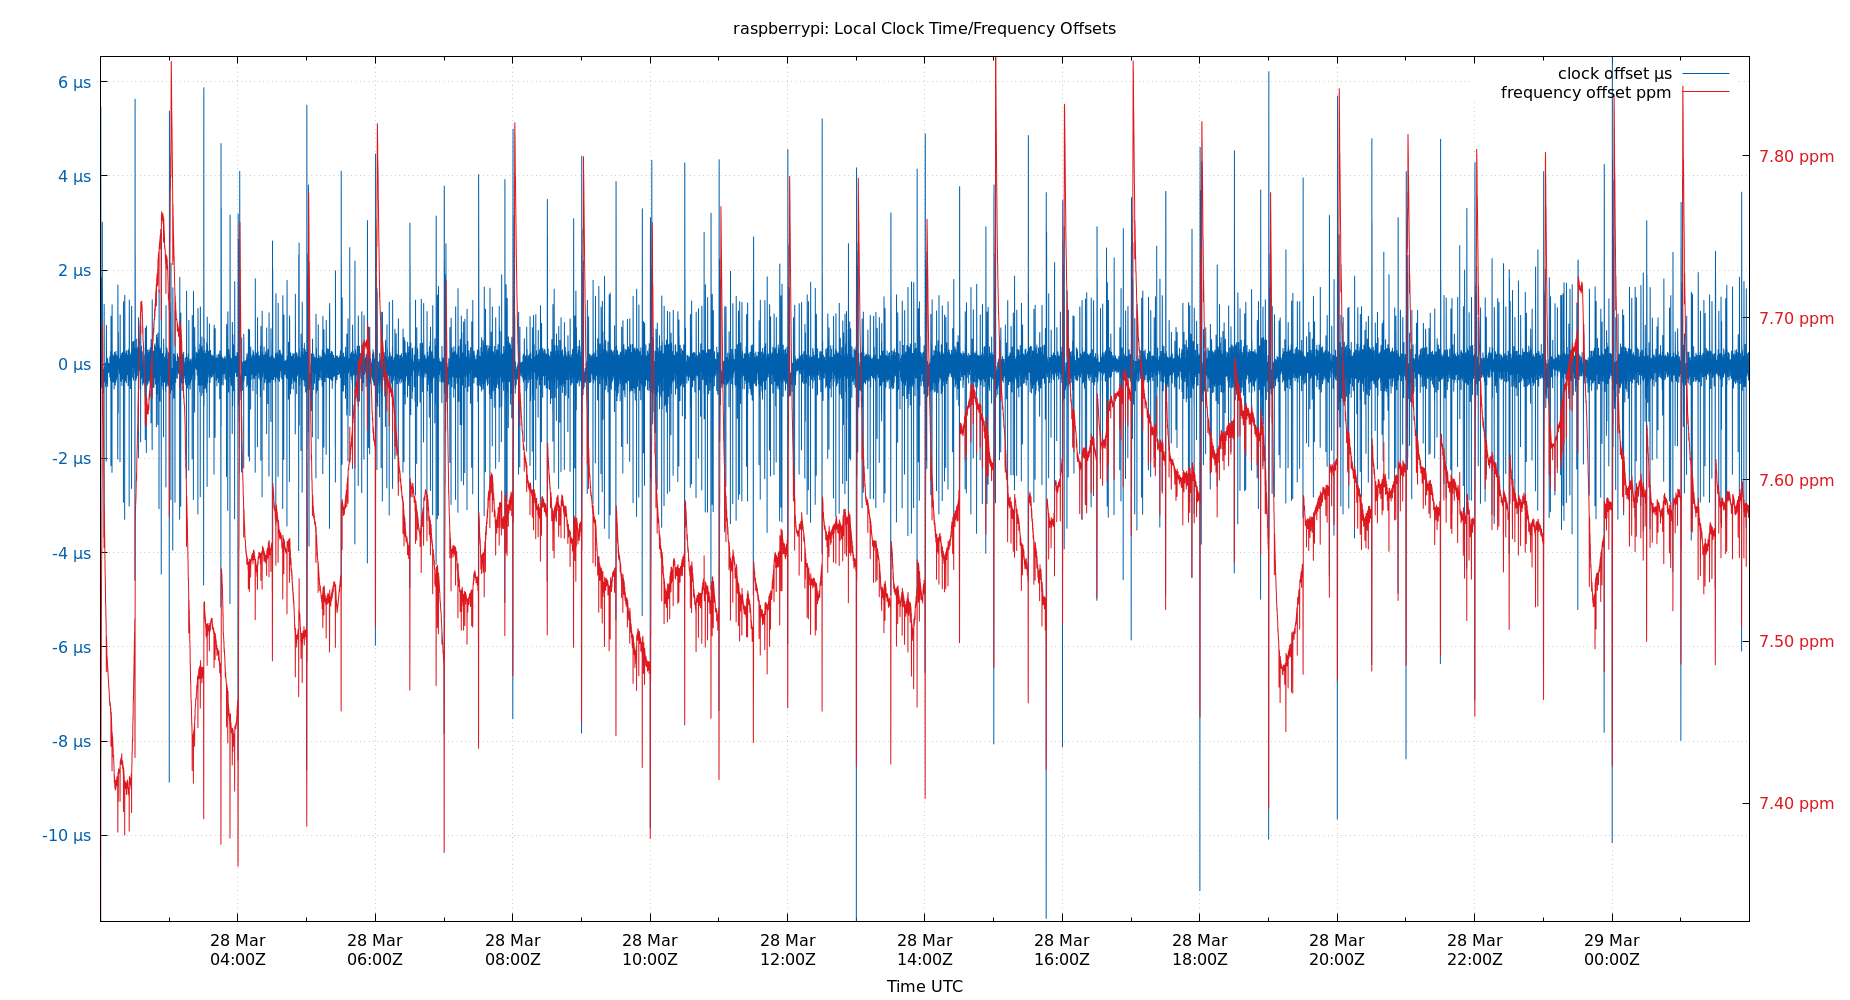 raspberrypi: Local Clock Time/Frequency Offsets
clock offset µs
frequency offset ppm
6 µs
4 µs
2 µs
0 µs
-2 µs
-4 µs
-6 µs
-8 µs
-10 µs
7.80 ppm
7.70 ppm
7.60 ppm
7.50 ppm
7.40 ppm
28 Mar 28 Mar 28 Mar 28 Mar 28 Mar 28 Mar 28 Mar 28 Mar 28 Mar 28 Mar 29 Mar
04:00Z 06:00Z 08:00Z 10:00Z 12:00Z 14:00Z 16:00Z 18:00Z 20:00Z 22:00Z 00:00Z
Time UTC